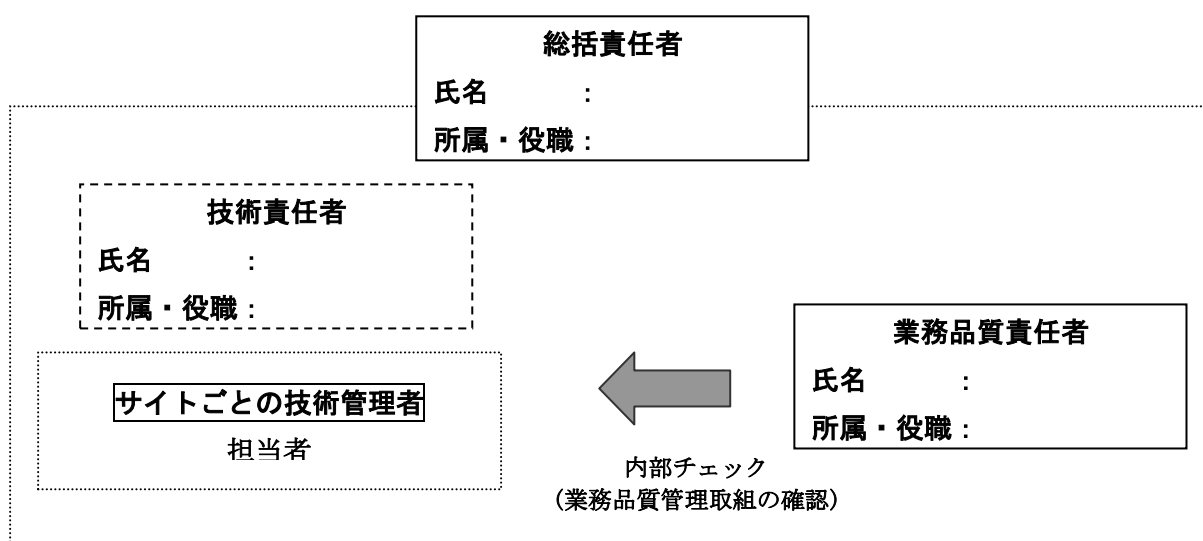 総括責任者
氏名 :
所属・役職:
技術責任者
氏名 :
所属・役職:
サイトごとの技術管理者
担当者
業務品質責任者
氏名 :
所属・役職:
内部チェック
(業務品質管理取組の確認)